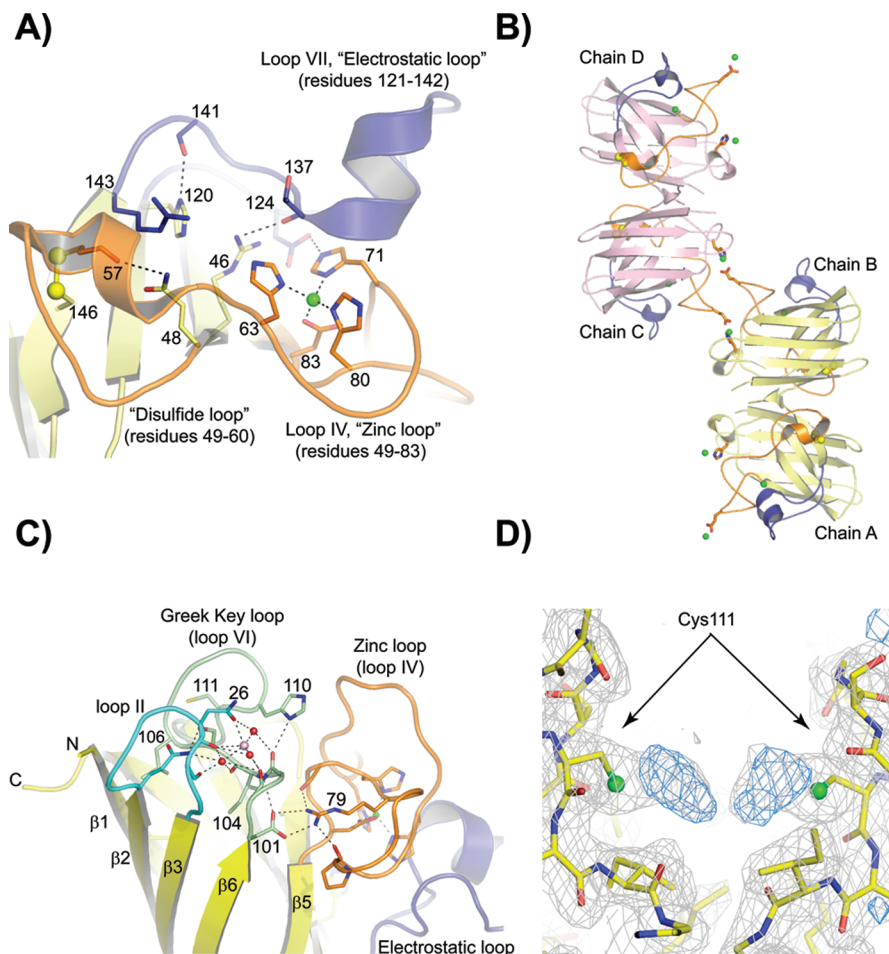 A)
Loop VII, “Electrostatic loop”
(residues 121-142)
141
137
143
120
124
71
46
57
146
63
48
83
80
“Disulfide loop”
(residues 49-60)
Loop IV, “Zinc loop”
(residues 49-83)
B)
Chain D
Chain B
Chain C
Chain A
C)
Greek Key loop
(loop VI)
Zinc loop
(loop IV)
111
26
110
loop II
106
N
C
79
β1
104
101
β2
β3
β6
β5
Electrostatic loop
D)
Cys111